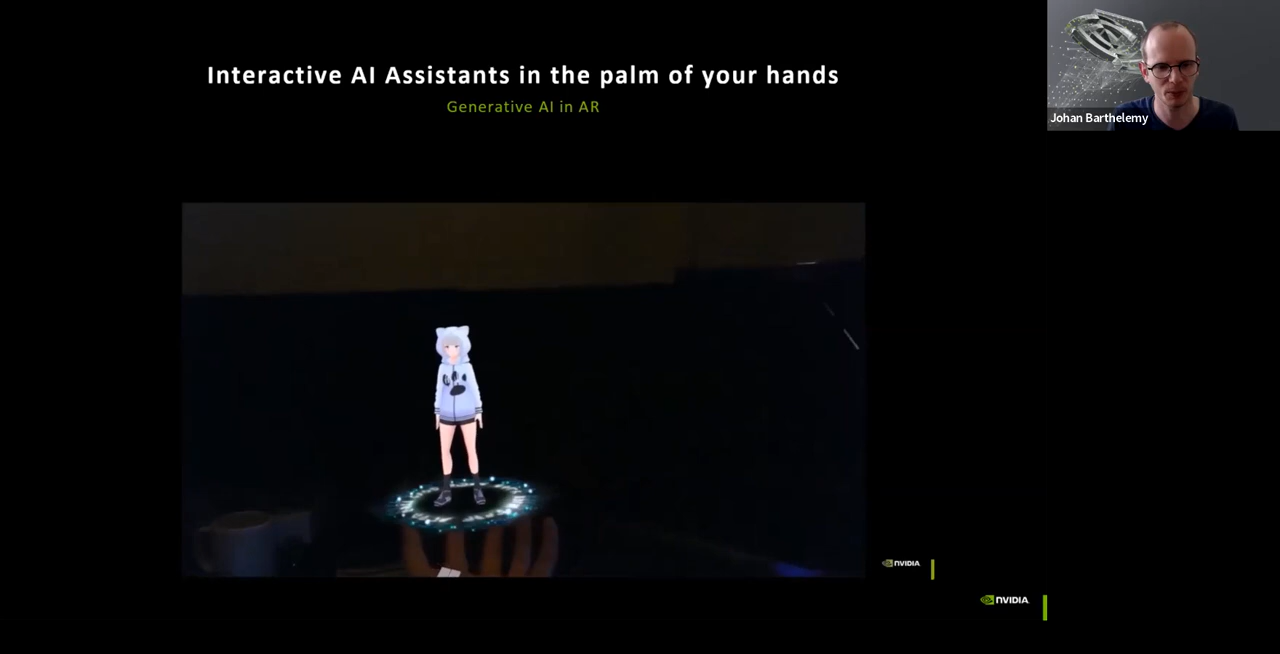 Interactive AI Assistants in the palm of your hands
Generative AI in AR
Johan Barthelemy
NVIDIA
NVIDIA